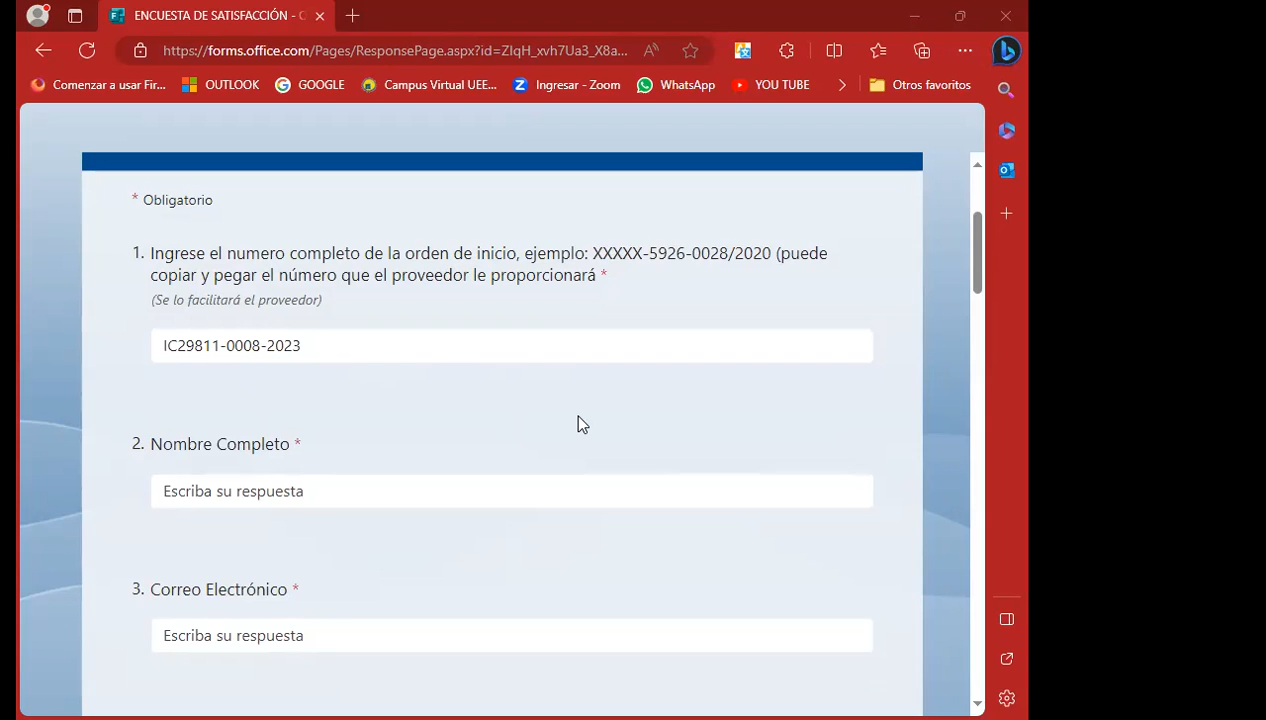 ENCUESTA DE SATISFACCIÓN - C
https://forms.office.com/Pages/ResponsePage.aspx?id=ZIqH_xvh7Ua3_X8a...
Comenzar a usar Fir...
OUTLOOK
GOOGLE
Campus Virtual UEE...
Ingresar - Zoom
WhatsApp
YOU TUBE
Otros favoritos
* Obligatorio
1. Ingrese el numero completo de la orden de inicio, ejemplo: XXXXX-5926-0028/2020 (puede
copiar y pegar el número que el proveedor le proporcionará *
(Se lo facilitará el proveedor)
IC29811-0008-2023
2. Nombre Completo *
Escriba su respuesta
3. Correo Electrónico *
Escriba su respuesta